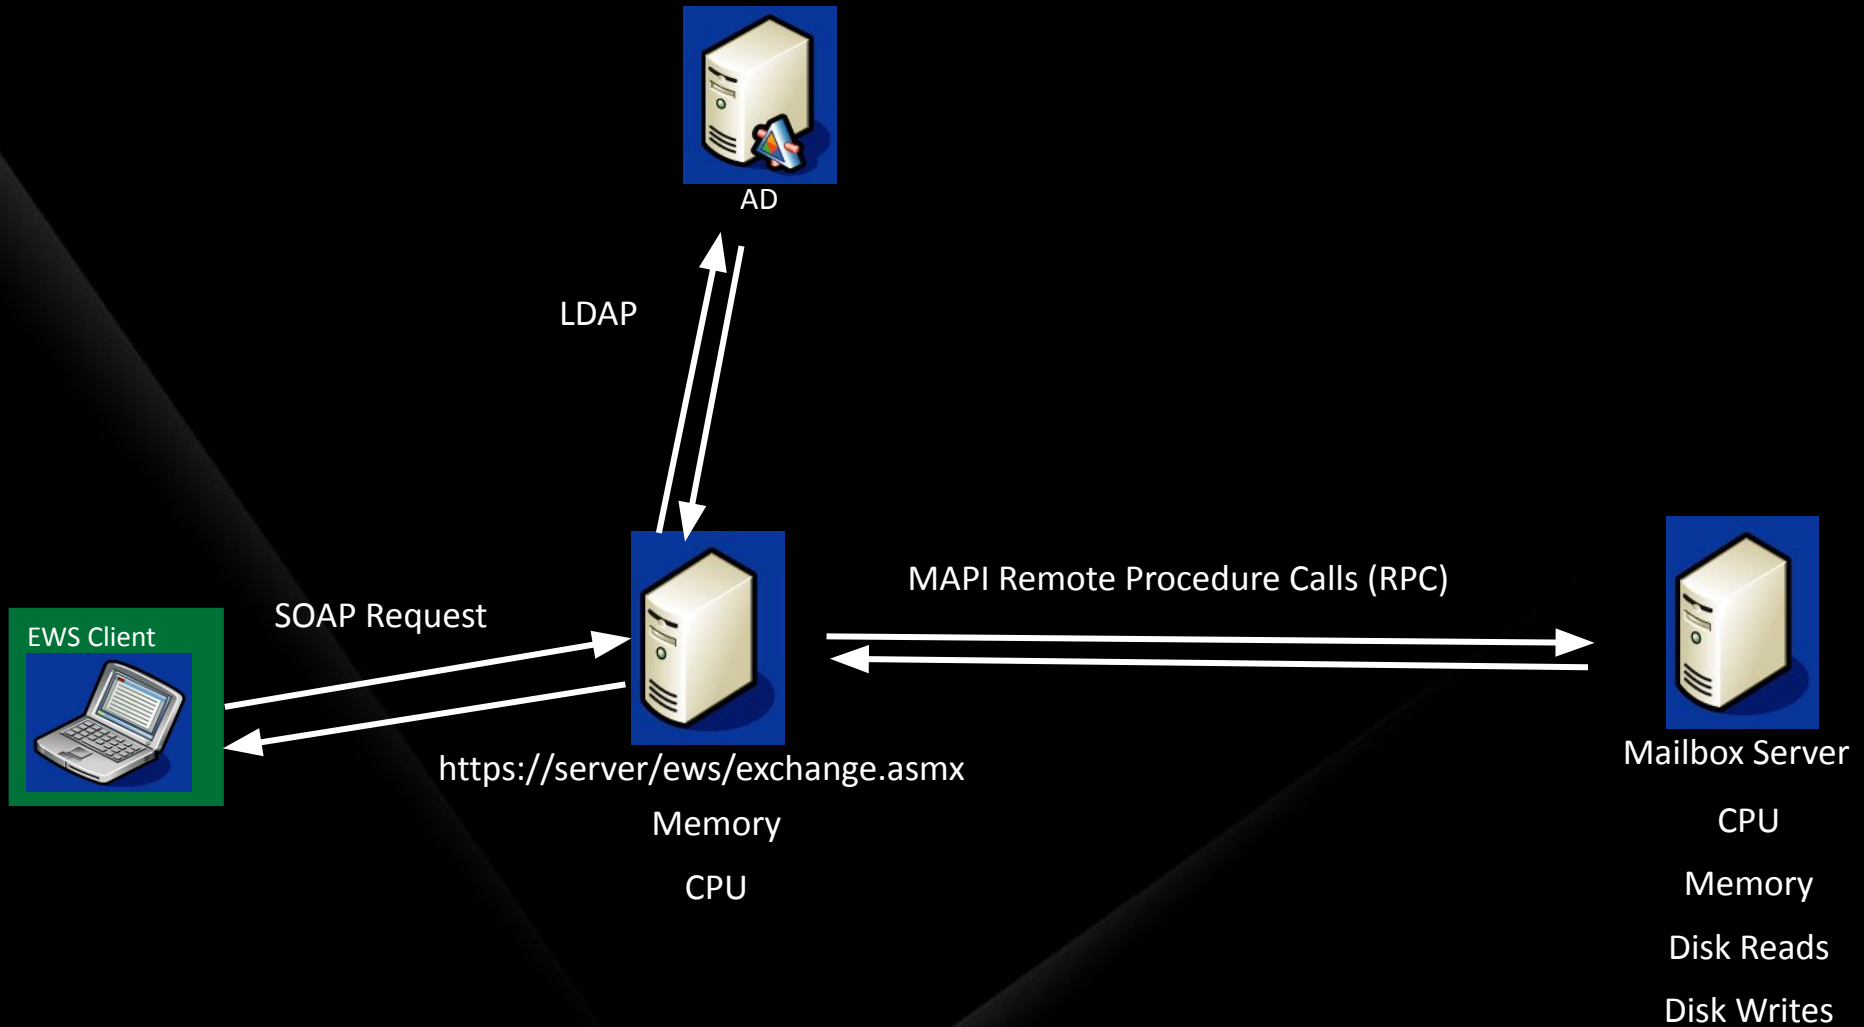 AD
LDAP
MAPI Remote Procedure Calls (RPC)
SOAP Request
EWS Client
https://server/ews/exchange.asmx
Memory
CPU
Mailbox Server
CPU
Memory
Disk Reads
Disk Writes